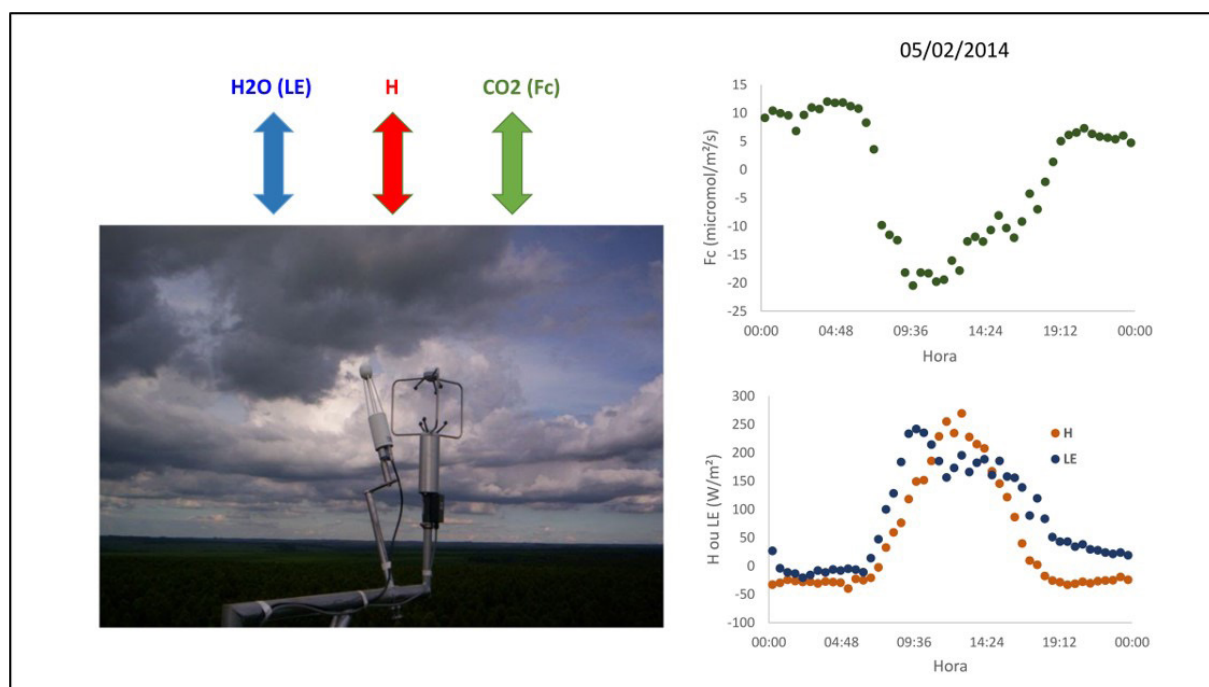 H2O (LE)
H
CO2 (Fc)
05/02/2014
15
10
5
0
-5
-10
-15
-20
-25
Fc (micromol/m²/s)
00:00 04:48 09:36 14:24 19:12 00:00
Hora
300
250
200
150
100
50
0
-50
-100
H ou LE (W/m²)
H
LE
00:00 04:48 09:36 14:24 19:12 00:00
Hora